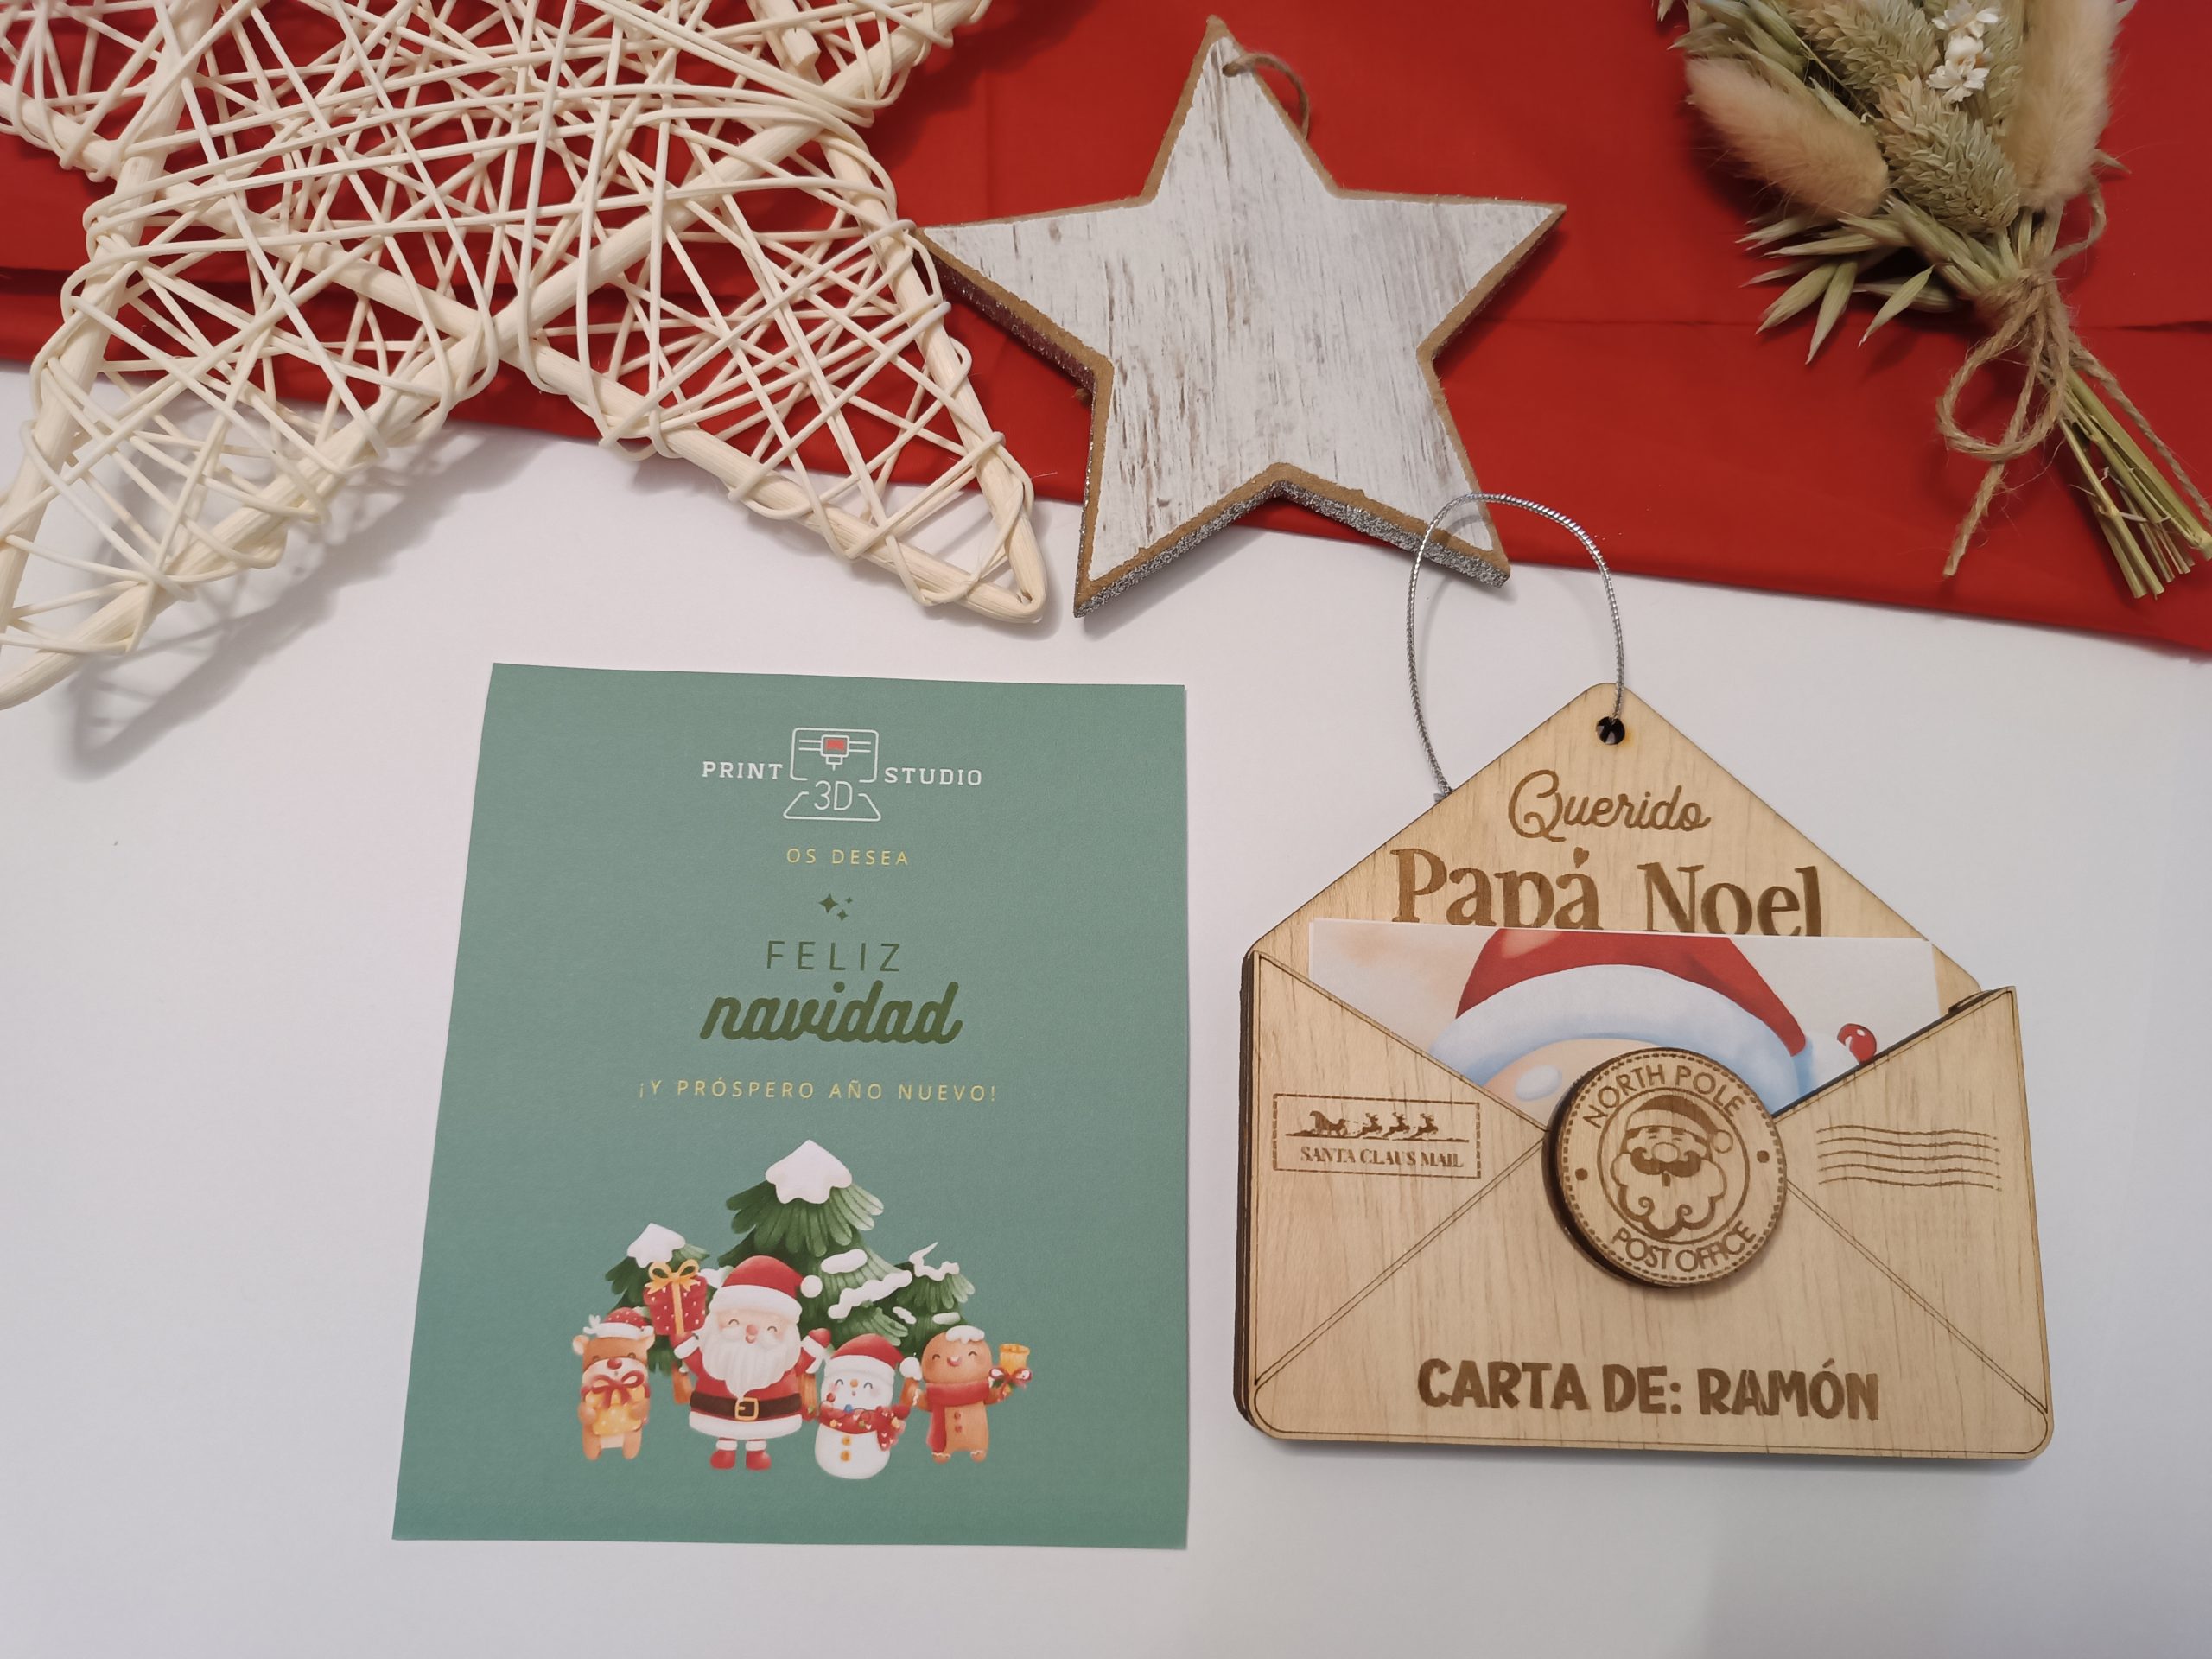 PRINT 3D STUDIO
OS DESEA
FELIZ
navidad
¡Y PRÓSPERO AÑO NUEVO!
Querido
Papá Noel
NORTH POLE
POST OFFICE
SANTA CLAUS MAIL
CARTA DE: RAMÓN